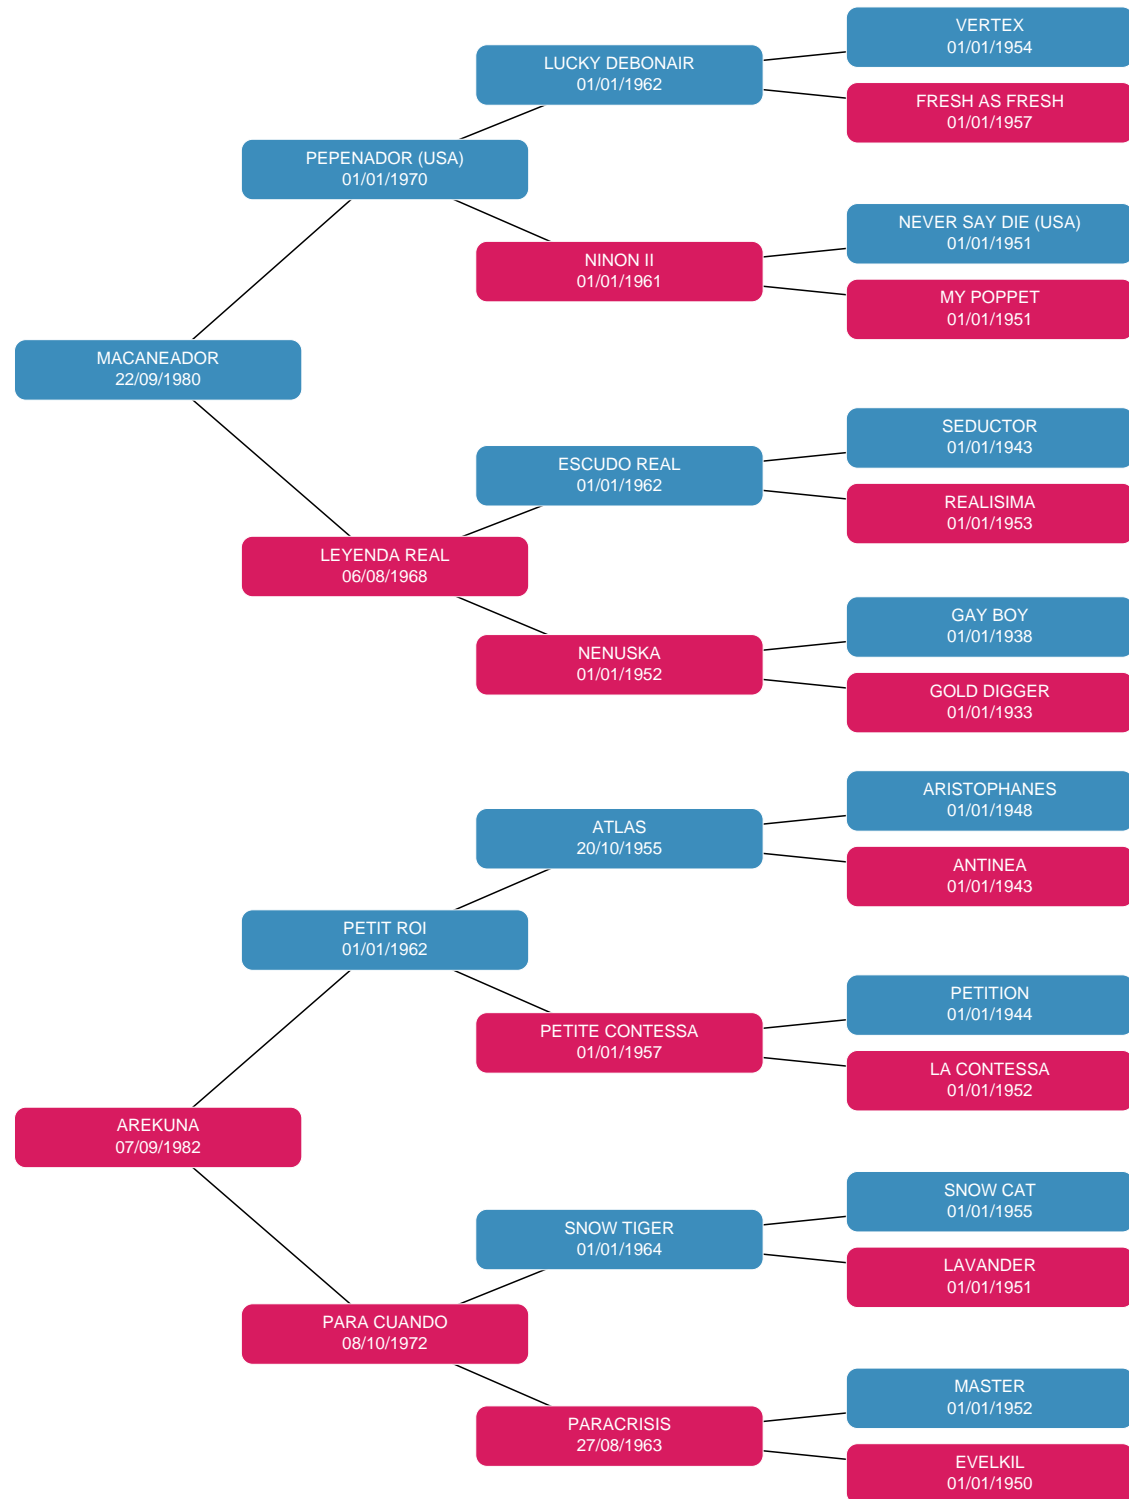 VERTEX
01/01/1954
LUCKY DEBONAIR
01/01/1962
FRESH AS FRESH
01/01/1957
PEPENADOR (USA)
01/01/1970
NEVER SAY DIE (USA)
01/01/1951
NINON II
01/01/1961
MY POPPET
01/01/1951
MACANEADOR
22/09/1980
SEDUCTOR
01/01/1943
ESCUDO REAL
01/01/1962
REALISIMA
01/01/1953
LEYENDA REAL
06/08/1968
GAY BOY
01/01/1938
NENUSKA
01/01/1952
GOLD DIGGER
01/01/1933
ARISTOPHANES
01/01/1948
ATLAS
20/10/1955
ANTINEA
01/01/1943
PETIT ROI
01/01/1962
PETITION
01/01/1944
PETITE CONTESSA
01/01/1957
LA CONTESSA
01/01/1952
AREKUNA
07/09/1982
SNOW CAT
01/01/1955
SNOW TIGER
01/01/1964
LAVANDER
01/01/1951
PARA CUANDO
08/10/1972
MASTER
01/01/1952
PARACRISIS
27/08/1963
EVELKIL
01/01/1950